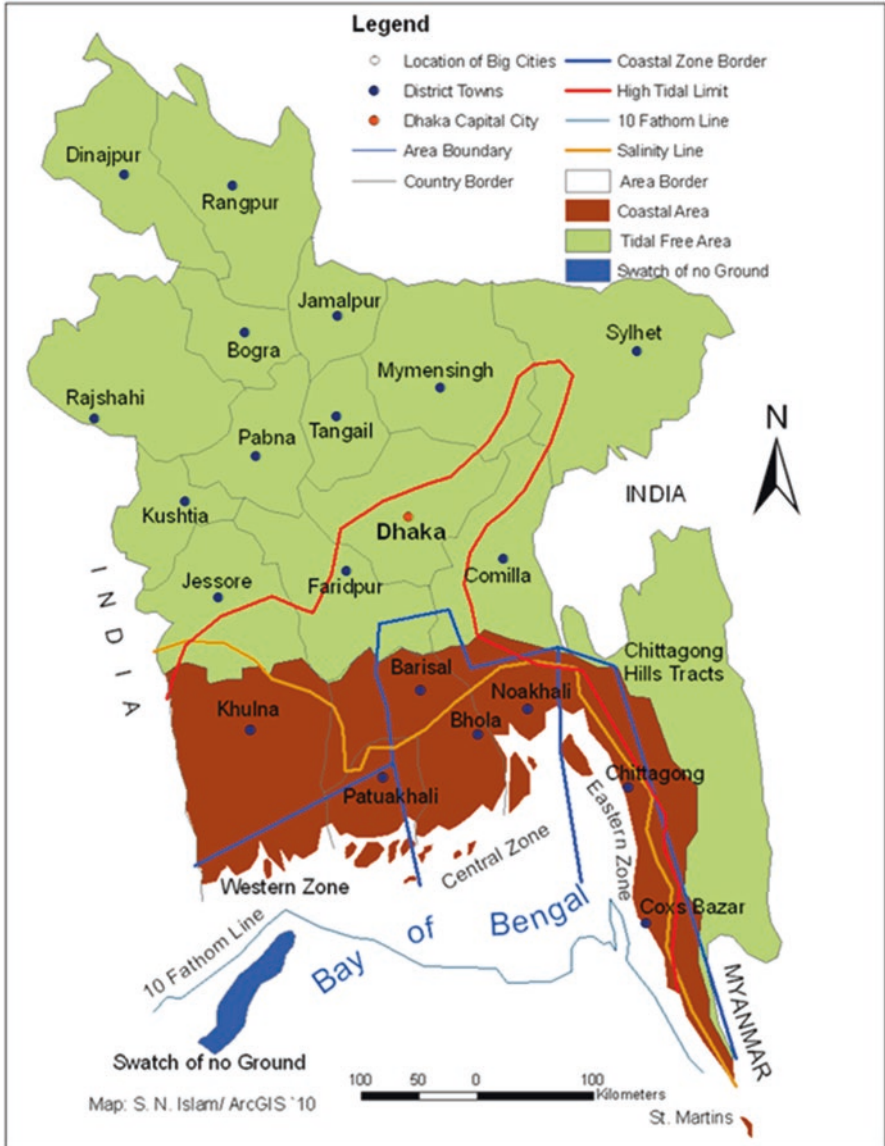 Legend
Location of Big Cities
District Towns
Dhaka Capital City
Area Boundary
Country Border
Coastal Zone Border
High Tidal Limit
10 Fathom Line
Salinity Line
Area Border
Coastal Area
Tidal Free Area
Swatch of no Ground
Dinajpur
Rangpur
Jamalpur
Bogra
Sylhet
Mymensingh
Rajshahi
Tangail
Pabna
N
INDIA
Kushtia
Dhaka
Comilla
Jessore
Faridpur
INDIA
Chittagong
Hills Tracts
Barisal
Noakhali
Khulna
Bhola
Chittagong
Patuakhali
Eastern Zone
Central Zone
Western Zone
Coxs Bazar
Bay of Bengal
10 Fathom Line
MYANMAR
Swatch of no Ground
100 50 0 100
Kilometers
Map: S. N. Islam/ ArcGIS `10
St. Martins